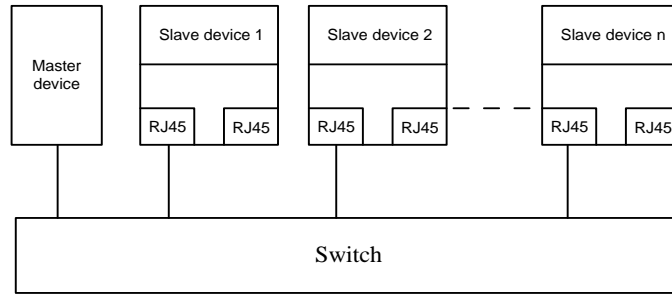 Master
device
Slave device 1
Slave device 2
Slave device n
RJ45
RJ45
RJ45
RJ45
RJ45
RJ45
Switch